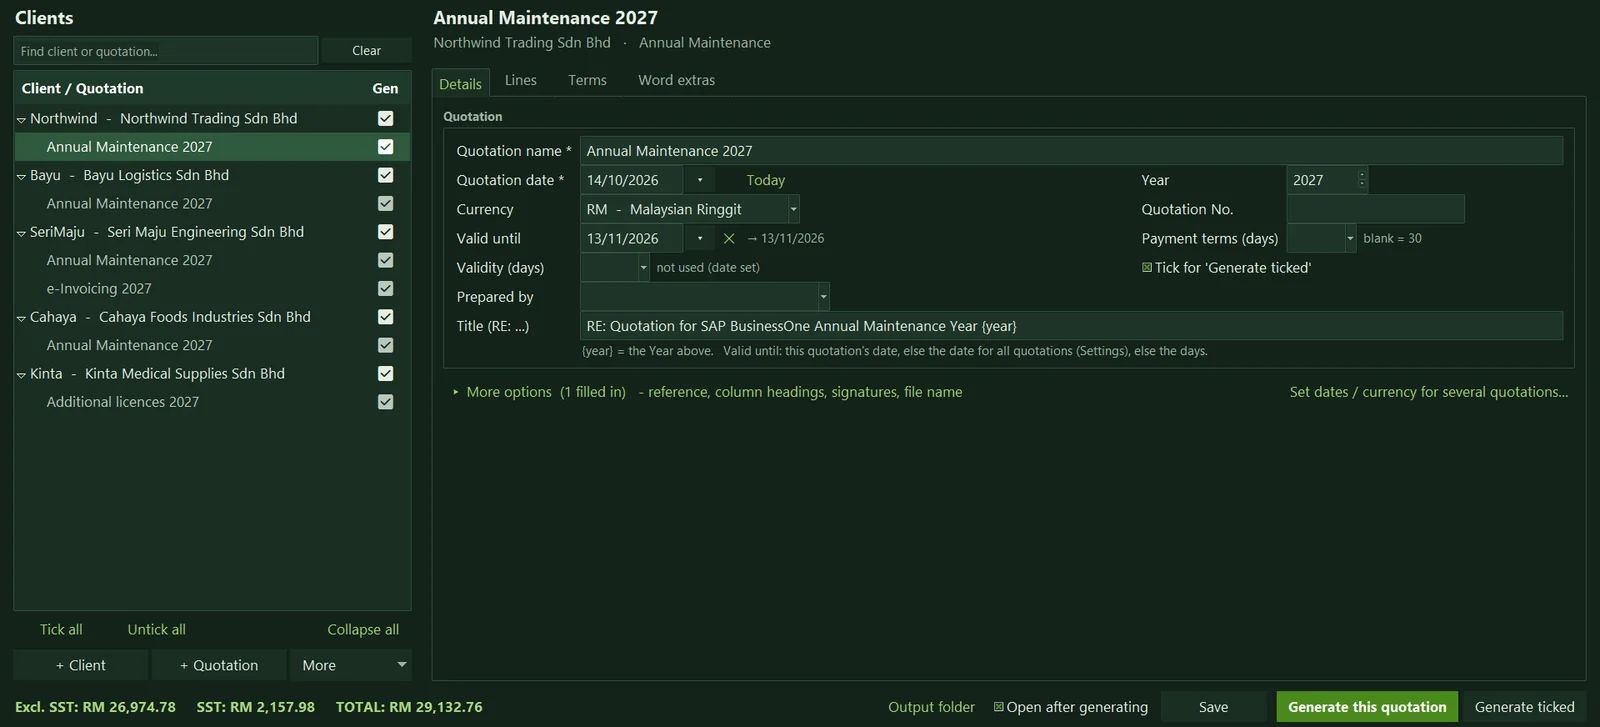 Clients
Find client or quotation...
Clear
Client / Quotation Gen
Northwind - Northwind Trading Sdn Bhd
Annual Maintenance 2027
Bayu - Bayu Logistics Sdn Bhd
Annual Maintenance 2027
SeriMaju - Seri Maju Engineering Sdn Bhd
Annual Maintenance 2027
e-Invoicing 2027
Cahaya - Cahaya Foods Industries Sdn Bhd
Annual Maintenance 2027
Kinta - Kinta Medical Supplies Sdn Bhd
Additional licences 2027
Tick all Untick all Collapse all
+ Client + Quotation More
Annual Maintenance 2027
Northwind Trading Sdn Bhd · Annual Maintenance
Details Lines Terms Word extras
Quotation
Quotation name * Annual Maintenance 2027
Quotation date * 14/10/2026 Today Year 2027
Currency RM - Malaysian Ringgit Quotation No.
Valid until 13/11/2026 → 13/11/2026 Payment terms (days) blank = 30
Validity (days) not used (date set) Tick for 'Generate ticked'
Prepared by
Title (RE: ...) RE: Quotation for SAP BusinessOne Annual Maintenance Year {year}
{year} = the Year above. Valid until: this quotation's date, else the date for all quotations (Settings), else the days.
More options (1 filled in) - reference, column headings, signatures, file name Set dates / currency for several quotations...
Excl. SST: RM 26,974.78 SST: RM 2,157.98 TOTAL: RM 29,132.76 Output folder Open after generating Save Generate this quotation Generate ticked